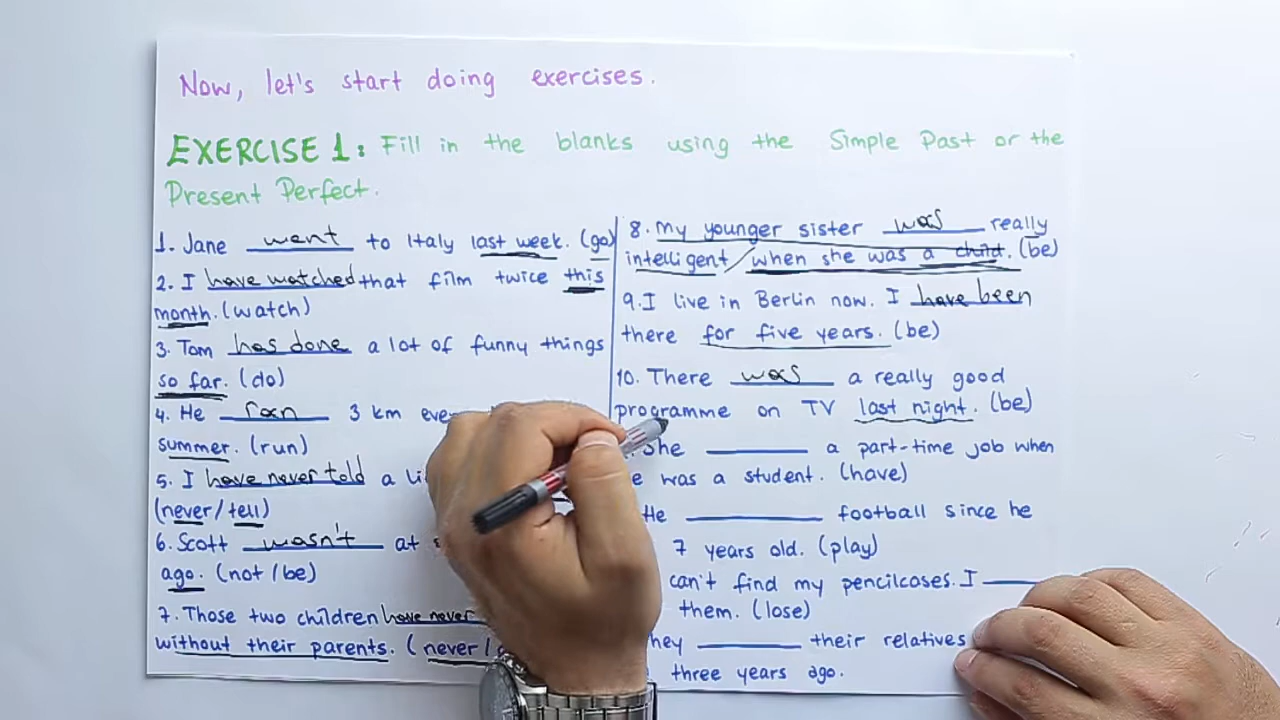 Now, let's start doing exercises.
EXERCISE 1: Fill in the blanks using the Simple Past or the
Present Perfect.
1. Jane went to Italy last week. (go)
2. I have watched that film twice this
month. (watch)
3. Tom has done a lot of funny things
so far. (do)
4. He ran 3 km
summer. (run)
5. I have never told a
(never/tell)
6. Scott wasn't at
ago. (not/be)
7. Those two children have never
without their parents. (never/
8. My younger sister was really
intelligent / when she was a child. (be)
9. I live in Berlin now. I have been
there for five years. (be)
10. There was a really good
programme on TV last night. (be)
She ______ a part-time job when
was a student. (have)
He ______ football since he
7 years old. (play)
can't find my pencilcases. I ______
them. (lose)
______ their relatives
three years ago.